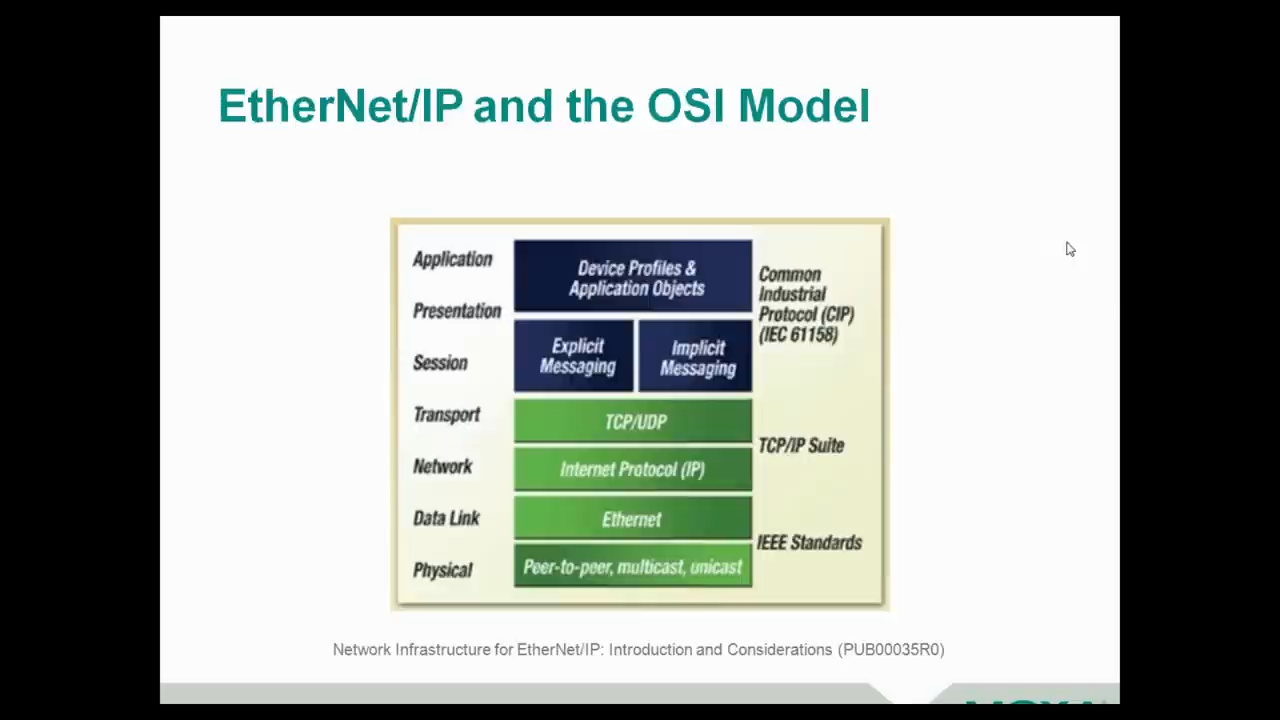 EtherNet/IP and the OSI Model
Application
Presentation
Session
Transport
Network
Data Link
Physical
Device Profiles &
Application Objects
Explicit
Messaging
Implicit
Messaging
TCP/UDP
Internet Protocol (IP)
Ethernet
Peer-to-peer, multicast, unicast
Common
Industrial
Protocol (CIP)
(IEC 61158)
TCP/IP Suite
IEEE Standards
Network Infrastructure for EtherNet/IP: Introduction and Considerations (PUB00035R0)